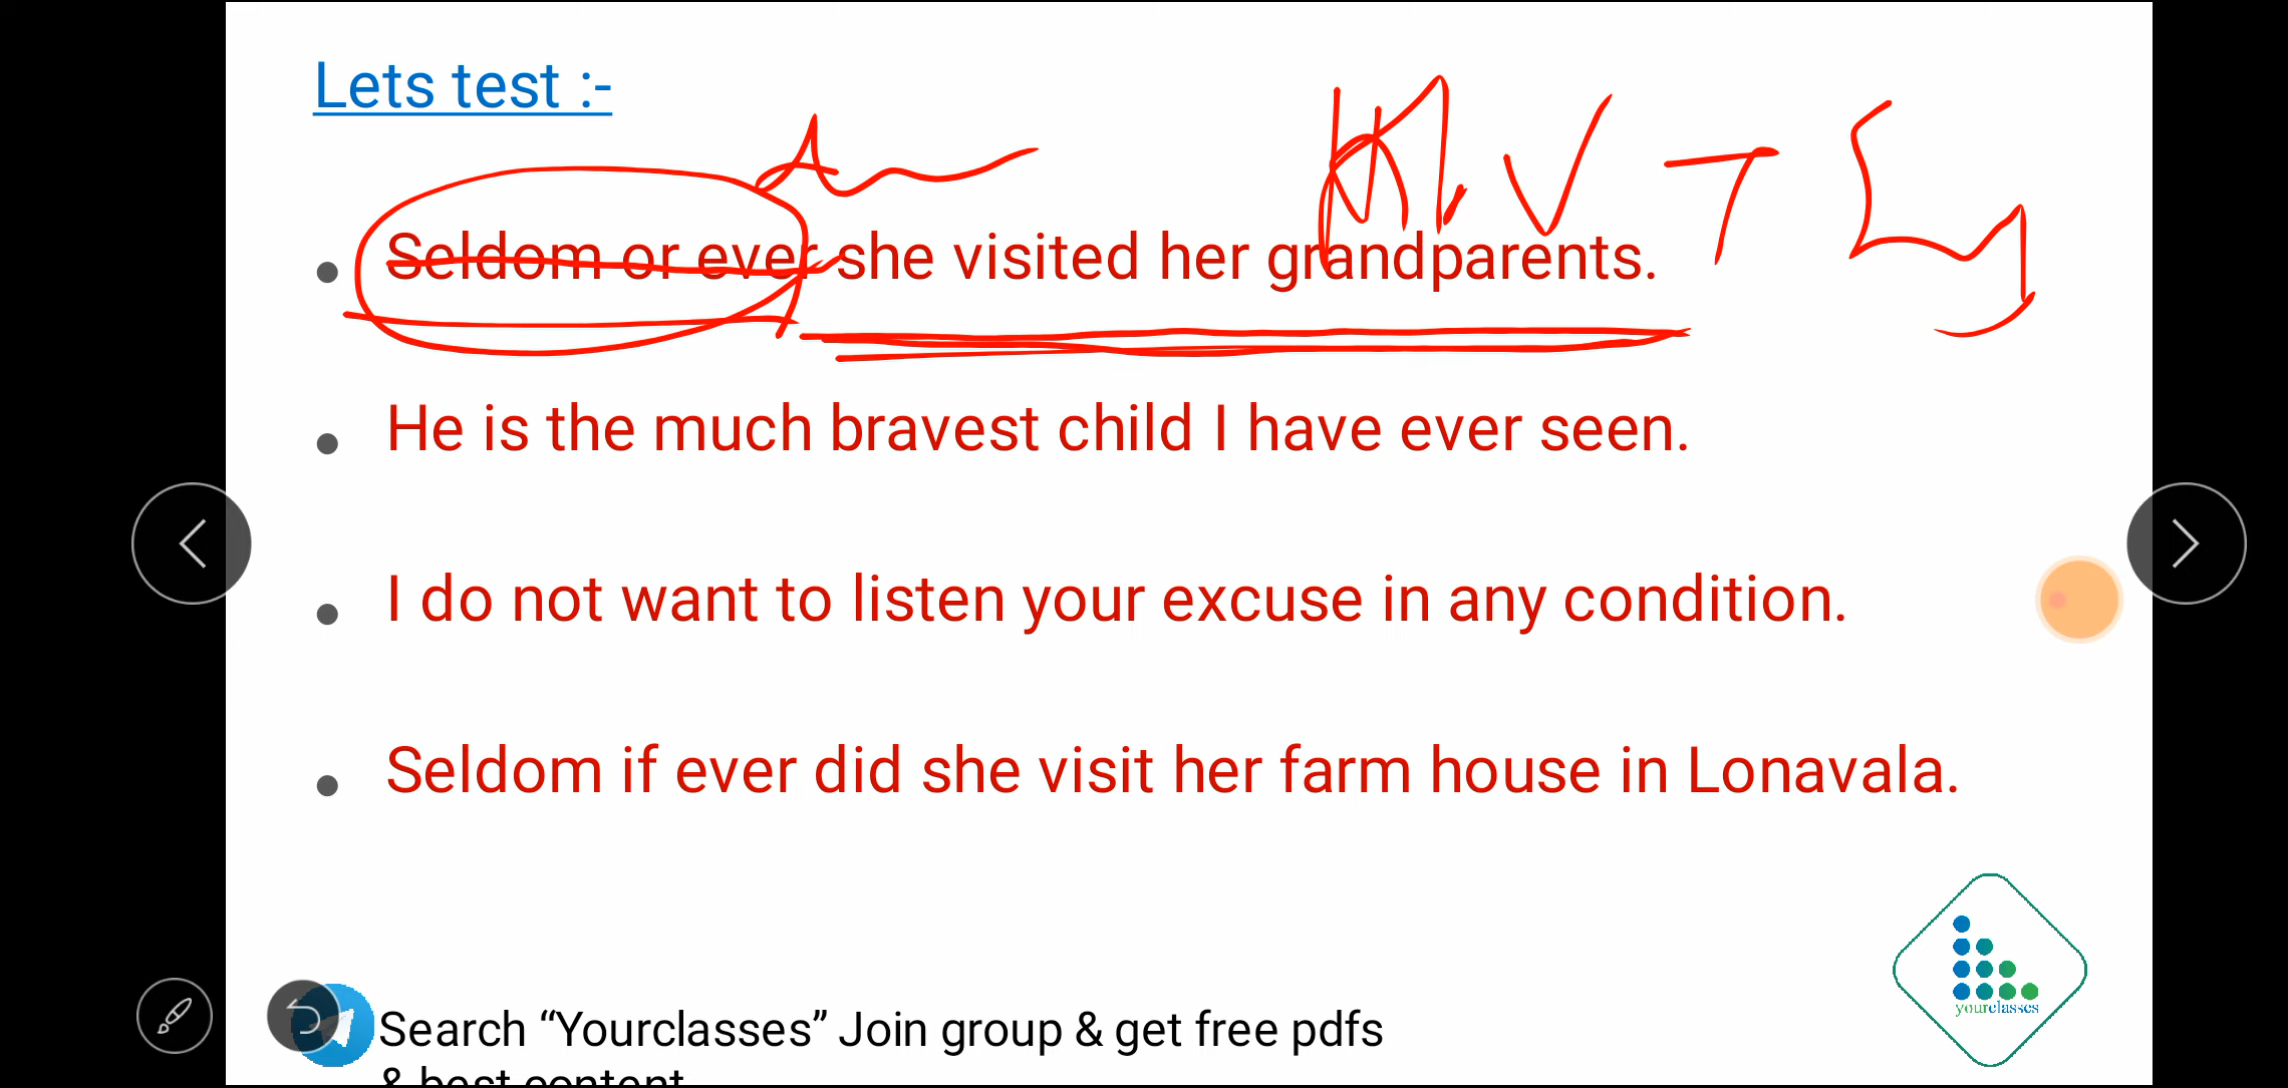 Lets test :-
H.V T
• Seldom or ever she visited her grandparents.
• He is the much bravest child I have ever seen.
• I do not want to listen your excuse in any condition.
• Seldom if ever did she visit her farm house in Lonavala.
yourclasses
Search “Yourclasses” Join group & get free pdfs
& best content